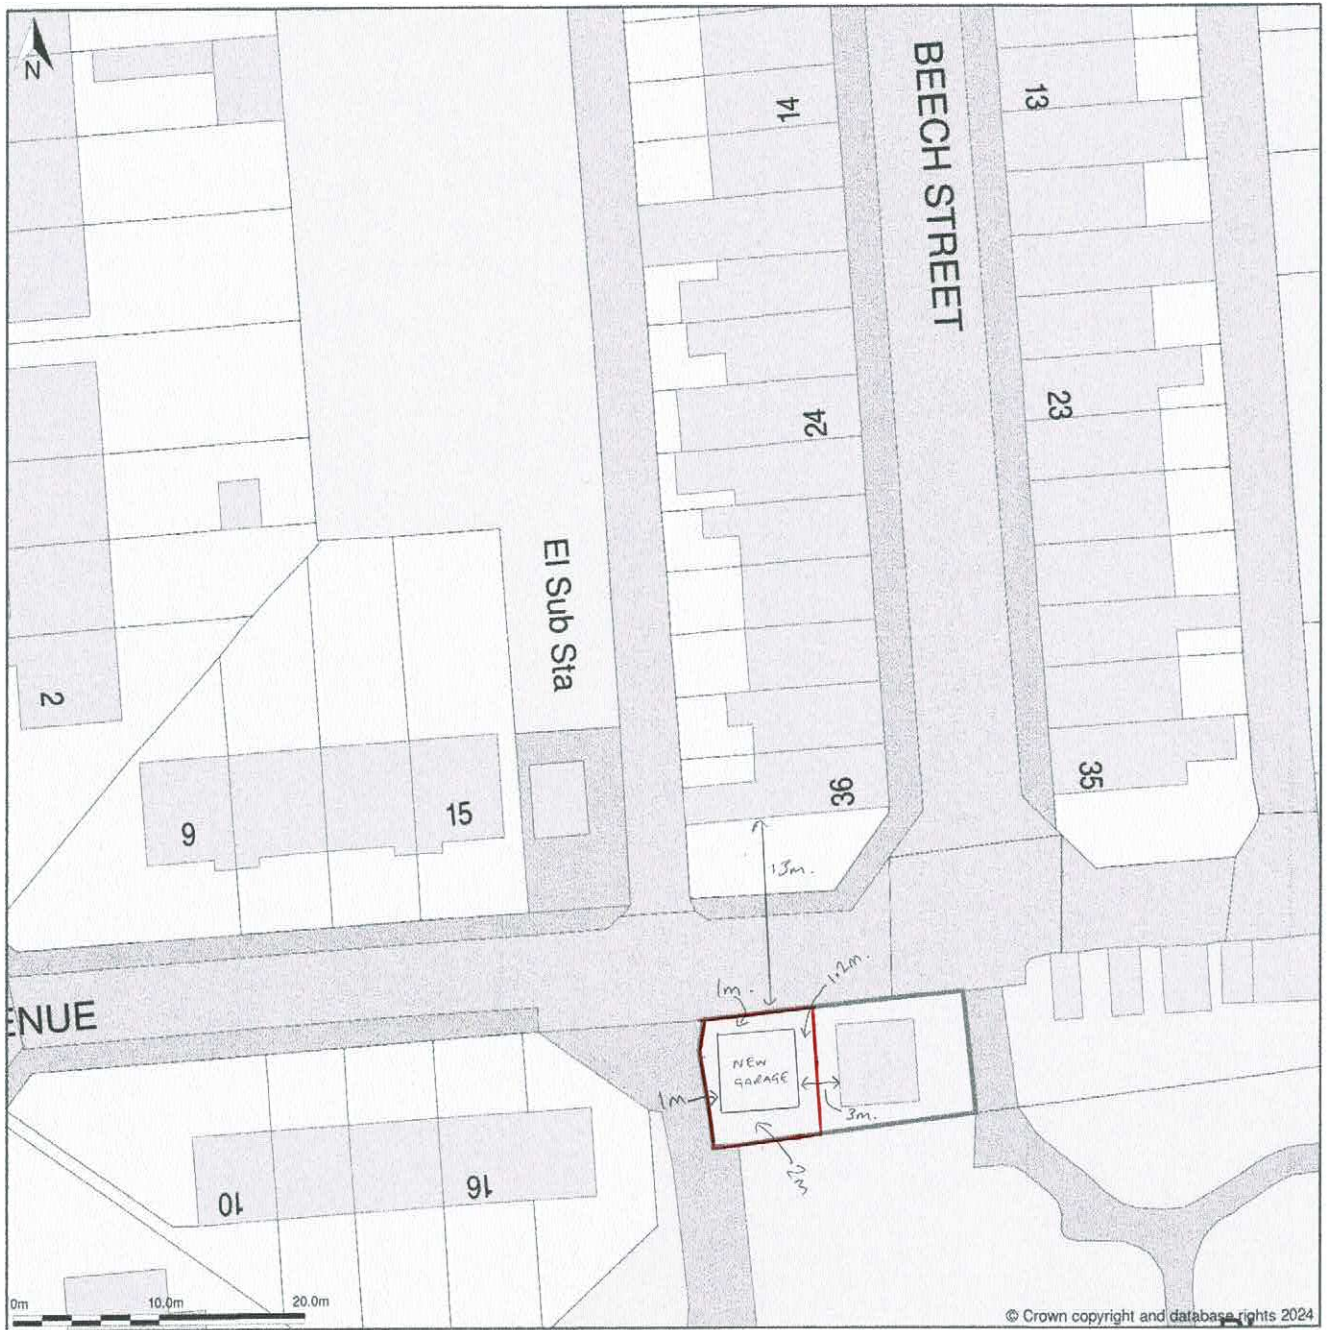 N
14
BEECH STREET
13
24
23
El Sub Sta
2
9
15
36
35
13m.
ENUE
1m.
1.2m.
NEW
GARAGE
1m
3m.
2m
10
16
0m
10.0m
20.0m
© Crown copyright and database rights 2024